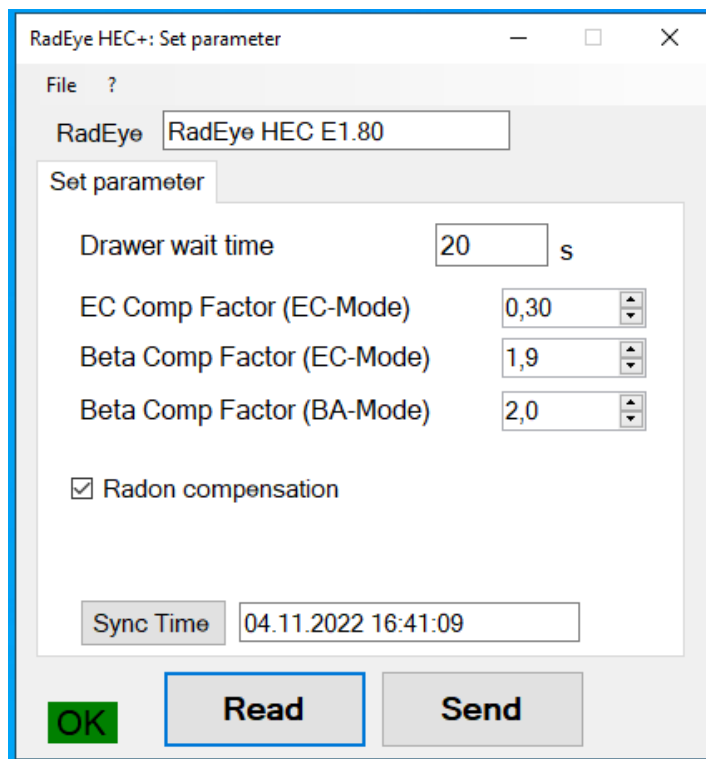 RadEye HEC+: Set parameter
File ?
RadEye RadEye HEC E1.80
Set parameter
Drawer wait time 20 s
EC Comp Factor (EC-Mode) 0,30
Beta Comp Factor (EC-Mode) 1,9
Beta Comp Factor (BA-Mode) 2,0
Radon compensation
Sync Time 04.11.2022 16:41:09
OK Read Send